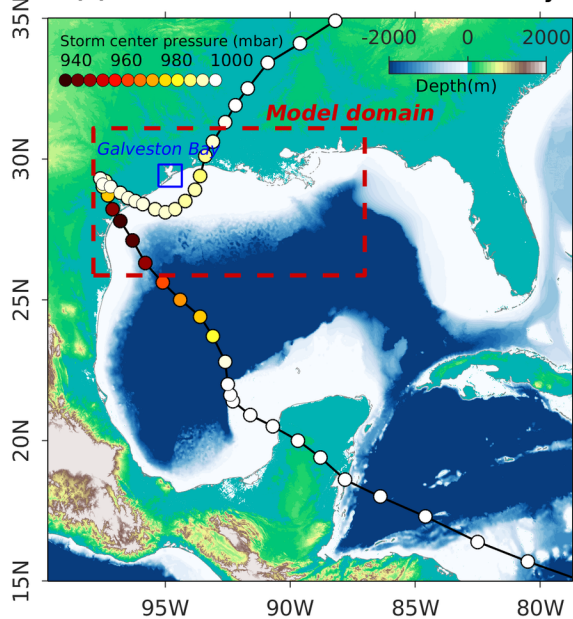 35N
Storm center pressure (mbar)
940 960 980 1000
-2000 0 2000
Depth(m)
Model domain
Galveston Bay
30N
25N
20N
15N
95W 90W 85W 80W